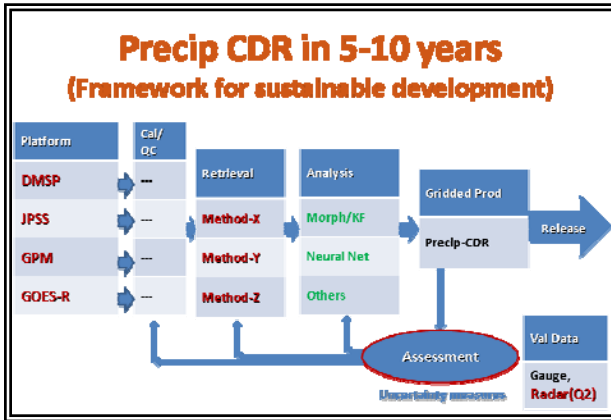 Precip CDR in 5-10 years
(Framework for sustainable development)
Platform
DMSP
JPSS
GPM
GOES-R
Cal/
QC
---
---
---
---
Retrieval
Method-X
Method-Y
Method-Z
Analysis
Morph/KF
Neural Net
Others
Gridded Prod
Precip-CDR
Release
Assessment
Uncertainty measures
Val Data
Gauge,
Radar(Q2)